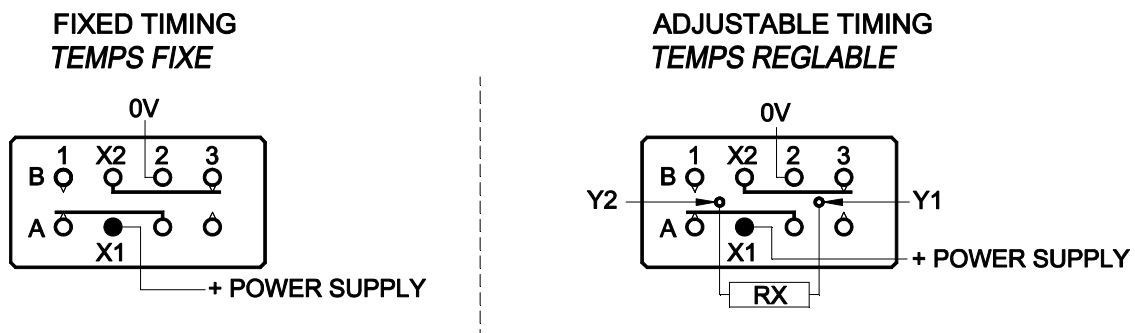 FIXED TIMING
TEMPS FIXE
0V
1 X2 2 3
B
A
X1
+ POWER SUPPLY
ADJUSTABLE TIMING
TEMPS REGLABLE
0V
1 X2 2 3
B
Y2 Y1
A
X1
+ POWER SUPPLY
RX